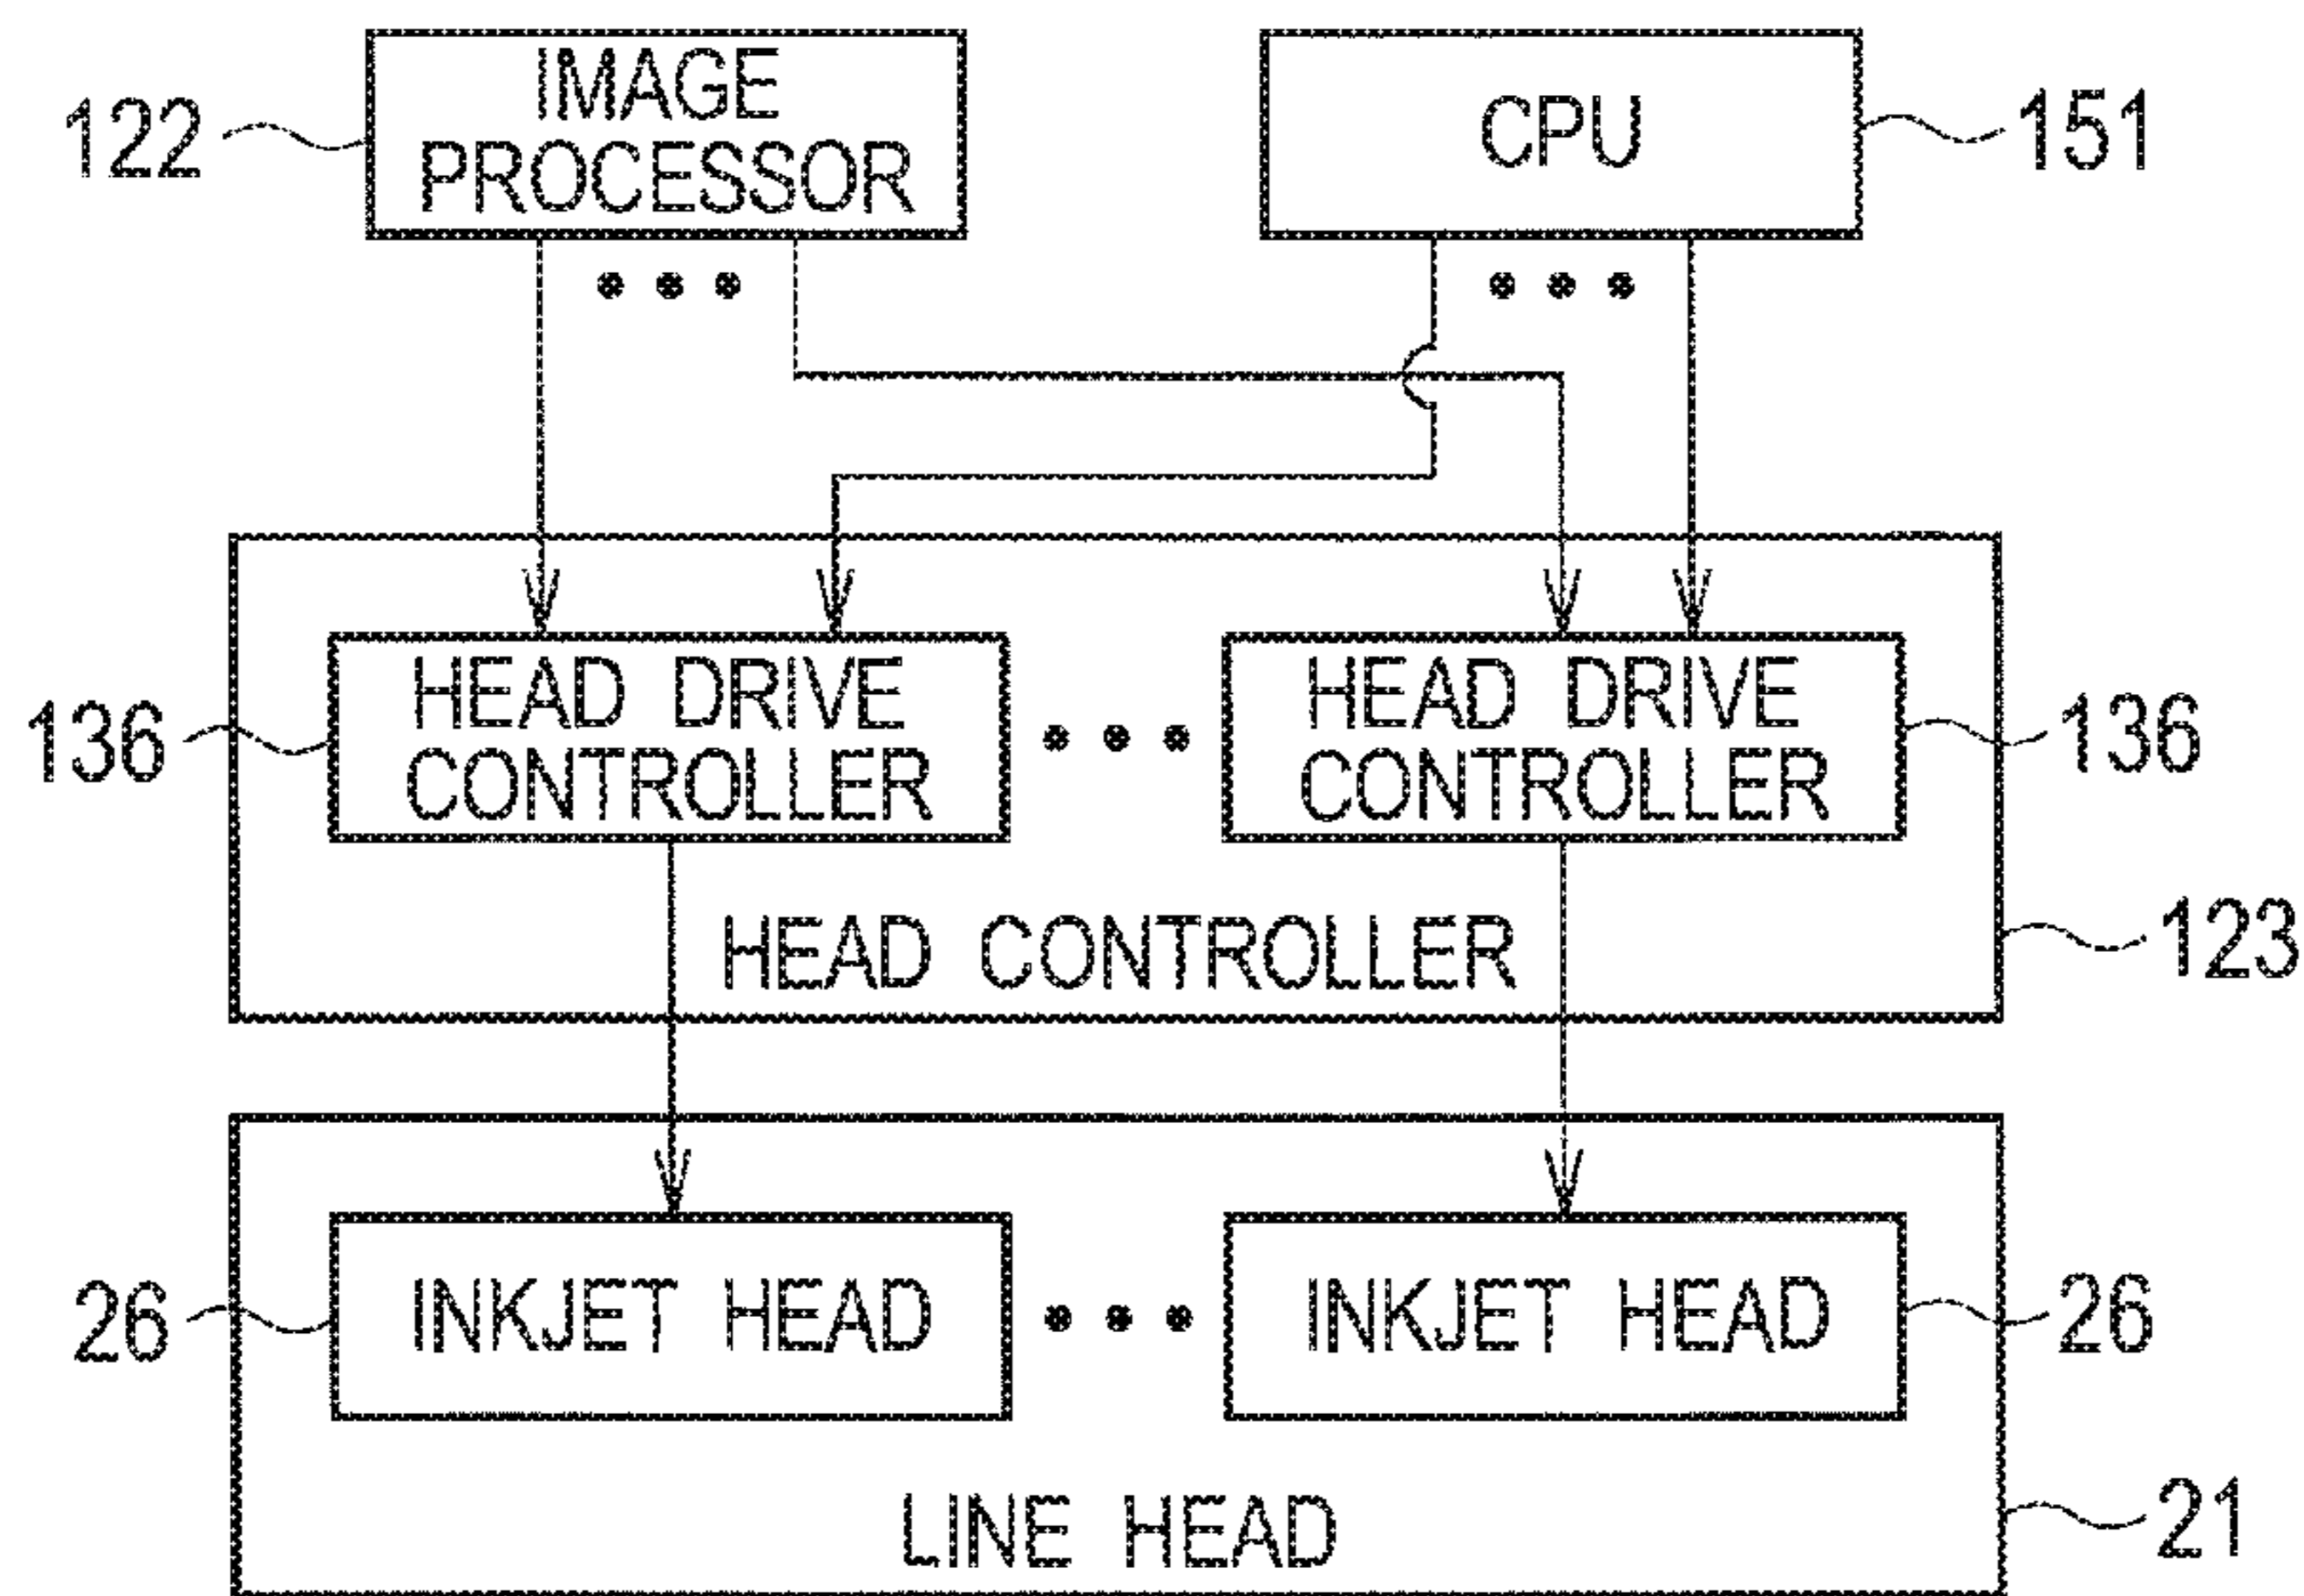 IMAGE
PROCESSOR
122
CPU
151
HEAD DRIVE
CONTROLLER
136
HEAD DRIVE
CONTROLLER
136
HEAD CONTROLLER
123
INKJET HEAD
26
INKJET HEAD
26
LINE HEAD
21